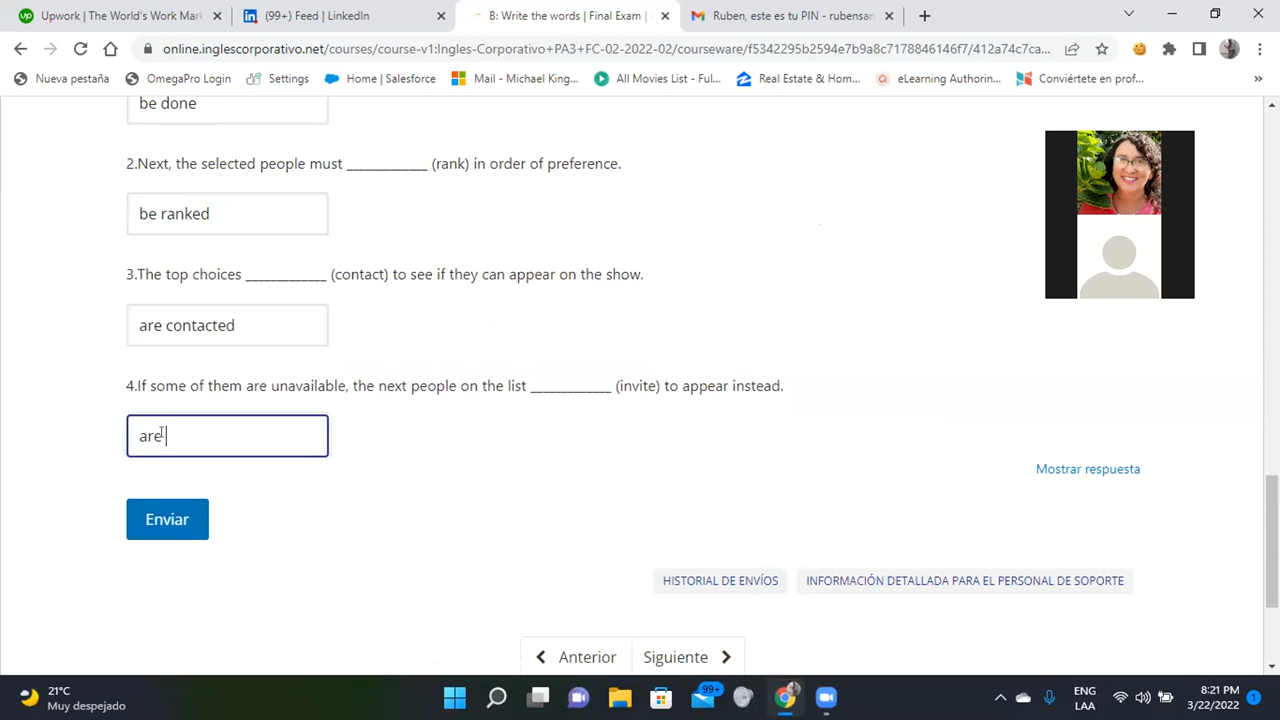 Upwork | The World's Work Mark
(99+) Feed | LinkedIn
B: Write the words | Final Exam |
Ruben, este es tu PIN - rubensan
online.inglescorporativo.net/courses/course-v1:Ingles-Corporativo+PA3+FC-02-2022-02/courseware/f5342295b2594e7b9a8c7178846146f7/412a74c7ca...
Nueva pestaña
OmegaPro Login
Settings
Home | Salesforce
Mail - Michael King...
All Movies List - Ful...
Real Estate & Hom...
eLearning Authorin...
Conviértete en prof...
be done
2.Next, the selected people must ____________ (rank) in order of preference.
be ranked
3.The top choices ____________ (contact) to see if they can appear on the show.
are contacted
4.If some of them are unavailable, the next people on the list ____________ (invite) to appear instead.
are
Mostrar respuesta
Enviar
HISTORIAL DE ENVÍOS
INFORMACIÓN DETALLADA PARA EL PERSONAL DE SOPORTE
Anterior
Siguiente
21°C
Muy despejado
99+
ENG
LAA
8:21 PM
3/22/2022
1